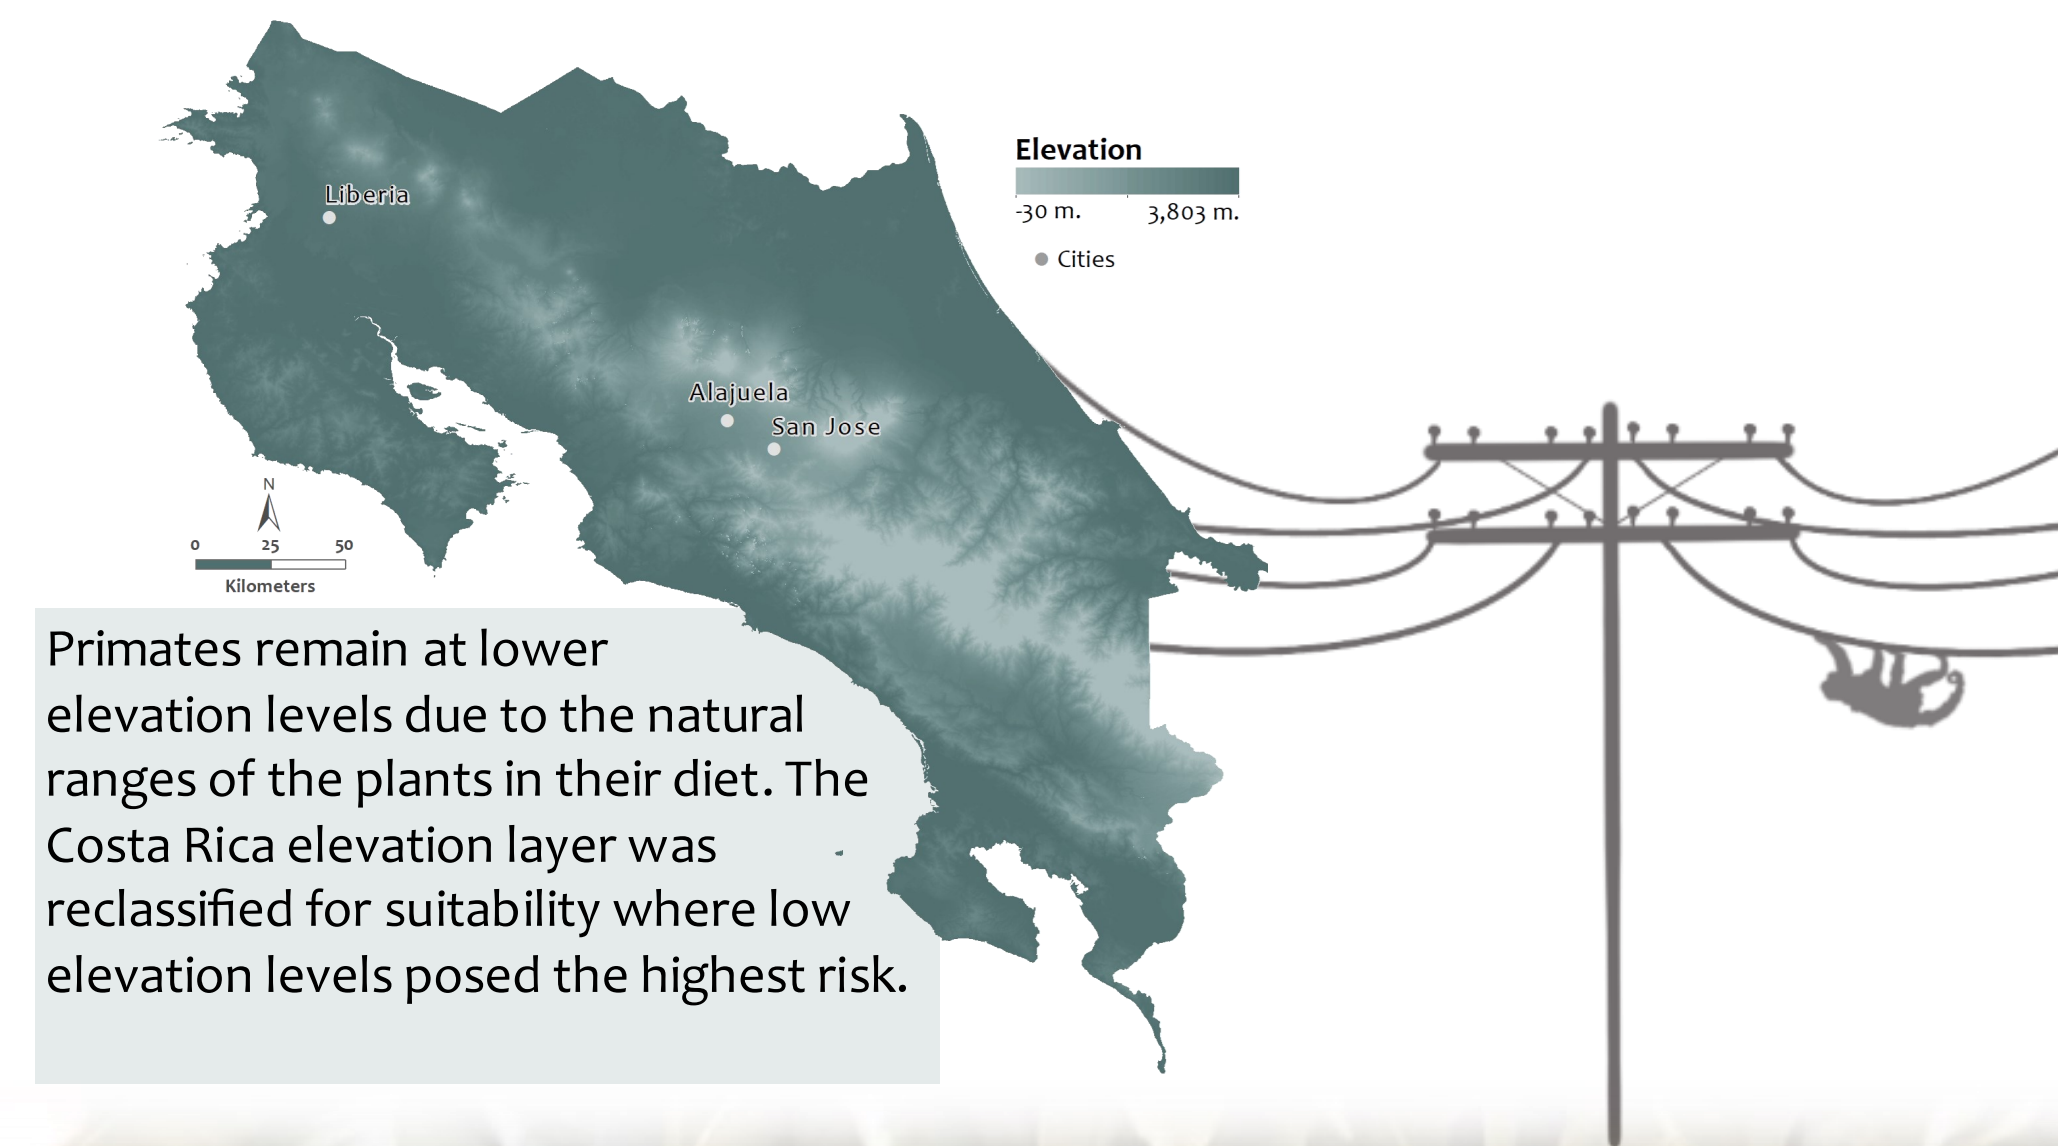 Elevation
-30 m. 3,803 m.
Cities
Liberia
Alajuela
San Jose
N
0 25 50
Kilometers
Primates remain at lower
elevation levels due to the natural
ranges of the plants in their diet. The
Costa Rica elevation layer was
reclassified for suitability where low
elevation levels posed the highest risk.